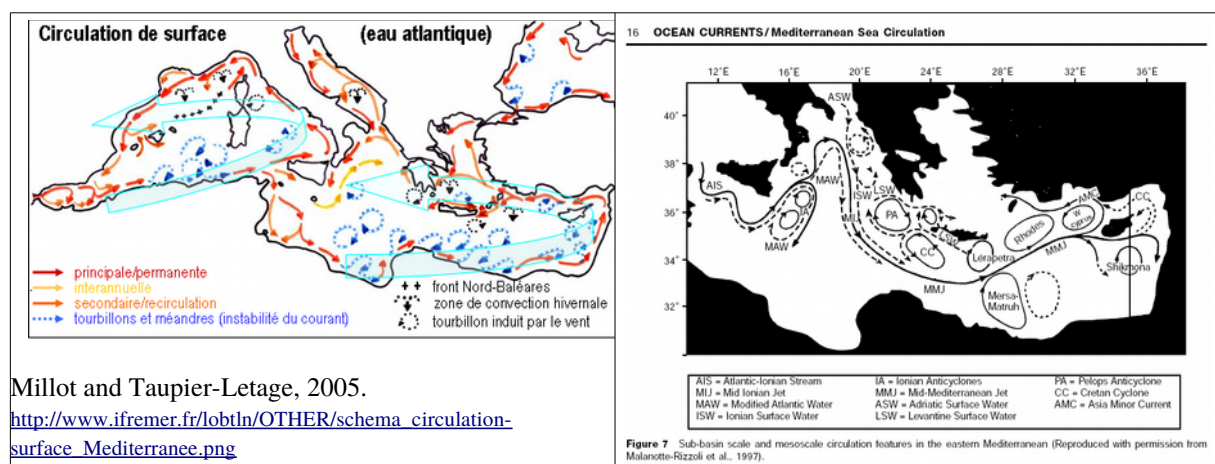 Circulation de surface (eau atlantique)
principale/permanente
interannuelle
secondaire/recirculation
tourbillons et méandres (instabilité du courant)
front Nord-Baléares
zone de convection hivernale
tourbillon induit par le vent
Millot and Taupier-Letage, 2005.
http://www.ifremer.fr/lobtln/OTHER/schema_circulation-
surface_Mediterranee.png
16 OCEAN CURRENTS/Mediterranean Sea Circulation
12°E 16°E 20°E 24°E 28°E 32°E 36°E
ASW
40°
38°
MAW
AIS
ISW
LSW
AMC
CC
36°
IA
MIJ
PA
W
cyprus
Rhodes
MAW
LSW
CC
Ierapetra
MMJ
Shikmona
34°
MMJ
Mersa-
Matruh
32°
AIS = Atlantic-Ionian Stream IA = Ionian Anticyclones PA = Pelops Anticyclone
MIJ = Mid Ionian Jet MMJ = Mid-Mediterranean Jet CC = Cretan Cyclone
MAW = Modified Atlantic Water ASW = Adriatic Surface Water AMC = Asia Minor Current
ISW = Ionian Surface Water LSW = Levantine Surface Water
Figure 7 Sub-basin scale and mesoscale circulation features in the eastern Mediterranean (Reproduced with permission from
Malanotte-Rizzoli et al., 1997).